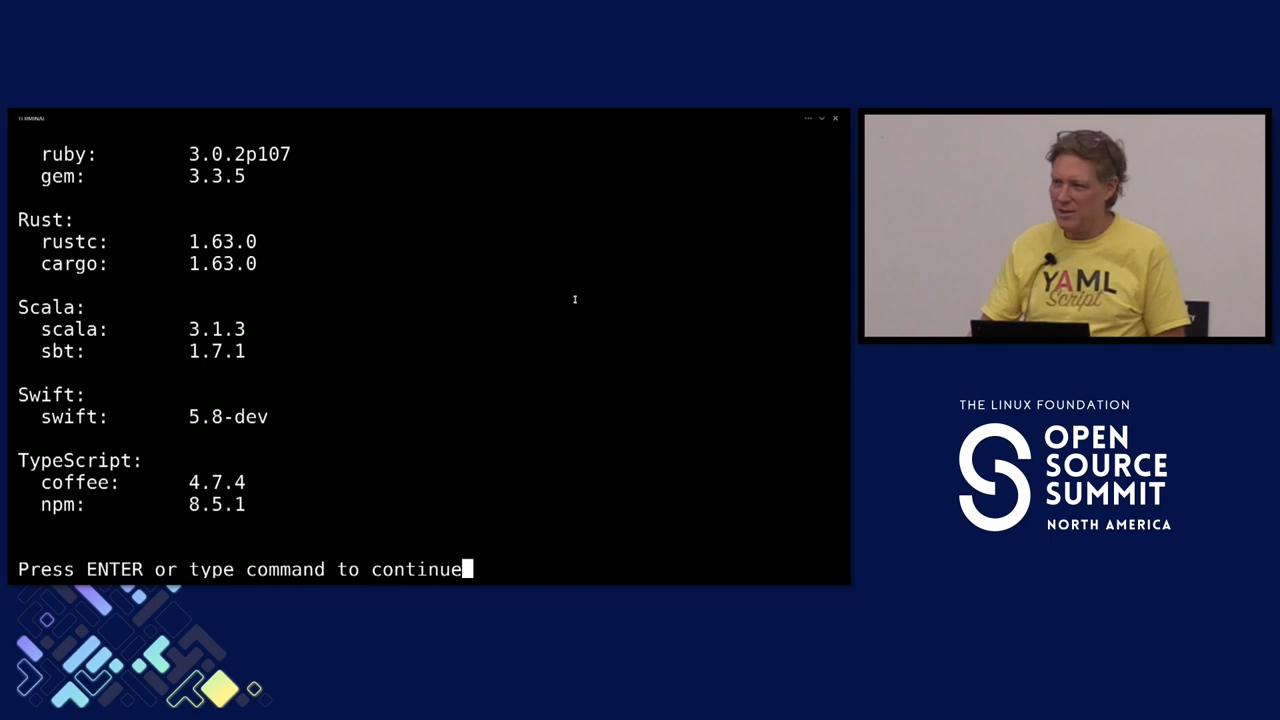 TERMINAL
ruby: 3.0.2p107
gem: 3.3.5
Rust:
rustc: 1.63.0
cargo: 1.63.0
Scala:
scala: 3.1.3
sbt: 1.7.1
Swift:
swift: 5.8-dev
TypeScript:
coffee: 4.7.4
npm: 8.5.1
Press ENTER or type command to continue
YAML
Script
THE LINUX FOUNDATION
OPEN
SOURCE
SUMMIT
NORTH AMERICA